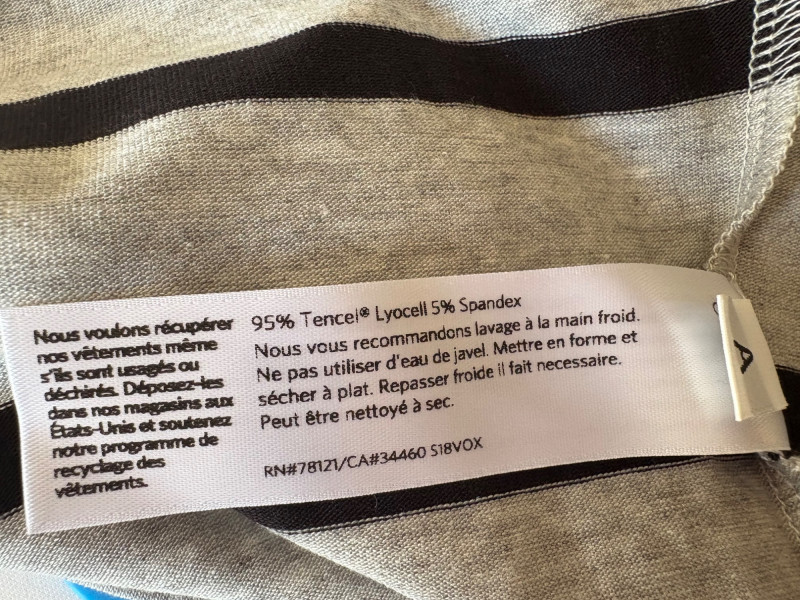 Nous voulons récupérer
nos vêtements même
s'ils sont usagés ou
déchirés. Déposez-les
dans nos magasins aux
États-Unis et soutenez
notre programme de
recyclage des
vêtements.
95% Tencel® Lyocell 5% Spandex
Nous vous recommandons lavage à la main froid.
Ne pas utiliser d'eau de javel. Mettre en forme et
sécher à plat. Repasser froide il fait necessaire.
Peut être nettoyé à sec.
RN#78121/CA#34460 S18VOX
A